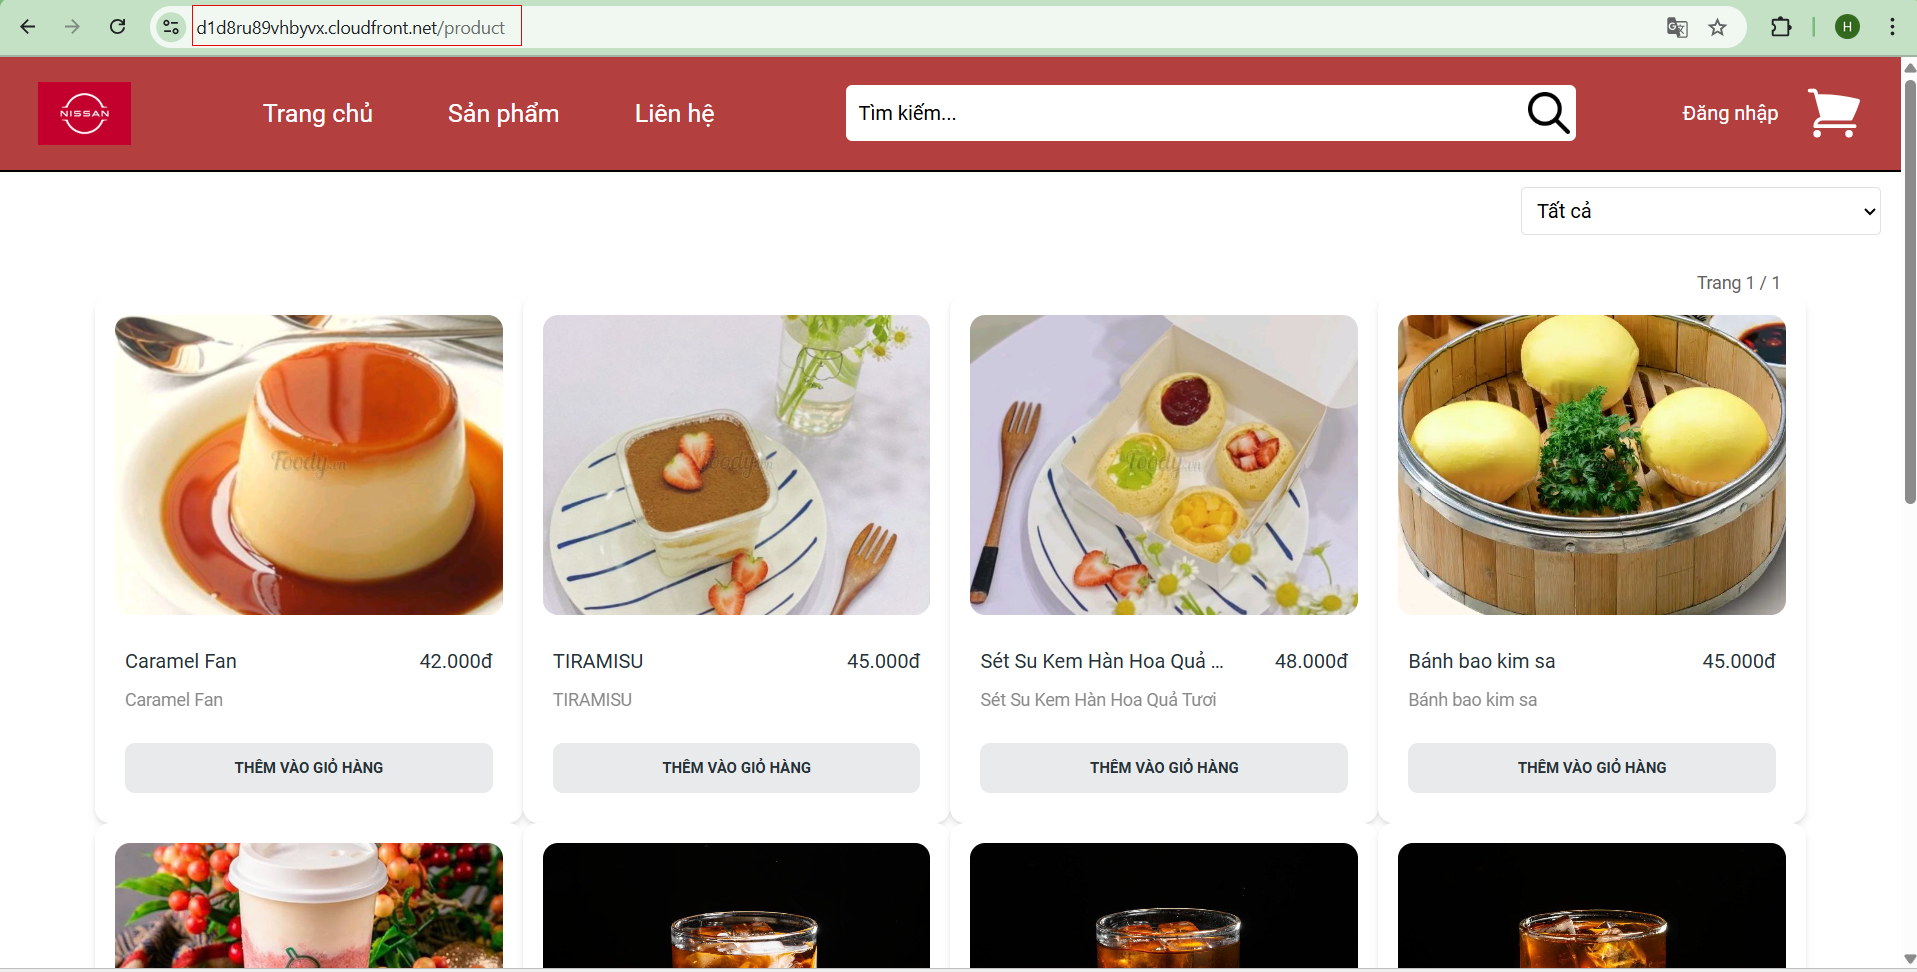 d1d8ru89vhbyvx.cloudfront.net/product
H
NISSAN
Trang chủ
Sản phẩm
Liên hệ
Tìm kiếm...
Đăng nhập
Tất cả
Trang 1 / 1
Foody.vn
Foody.vn
Foody.vn
Caramel Fan
42.000đ
Caramel Fan
THÊM VÀO GIỎ HÀNG
TIRAMISU
45.000đ
TIRAMISU
THÊM VÀO GIỎ HÀNG
Sét Su Kem Hàn Hoa Quả ...
48.000đ
Sét Su Kem Hàn Hoa Quả Tươi
THÊM VÀO GIỎ HÀNG
Bánh bao kim sa
45.000đ
Bánh bao kim sa
THÊM VÀO GIỎ HÀNG